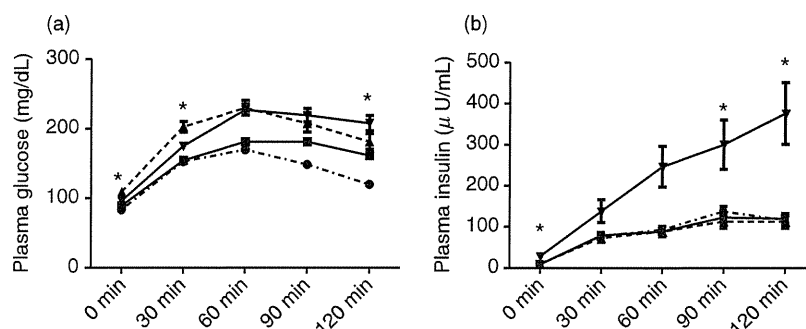 (a)
Plasma glucose (mg/dL)
300
200
100
0
*
*
*
0 min
30 min
60 min
90 min
120 min
(b)
Plasma insulin (μ U/mL)
500
400
300
200
100
0
*
*
*
0 min
30 min
60 min
90 min
120 min